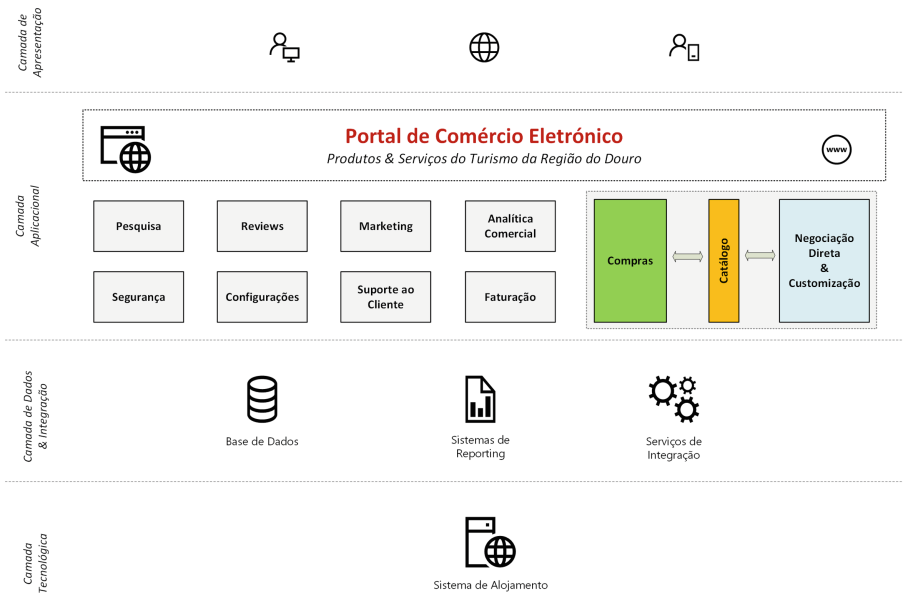 Camada de
Apresentação
Portal de Comércio Eletrónico
Produtos & Serviços do Turismo da Região do Douro
www
Camada
Aplicacional
Pesquisa
Reviews
Marketing
Analítica
Comercial
Segurança
Configurações
Suporte ao
Cliente
Faturação
Compras
Catálogo
Negociação
Direta
&
Customização
Camada de Dados
& Integração
Base de Dados
Sistemas de
Reporting
Serviços de
Integração
Camada
Tecnológica
Sistema de Alojamento